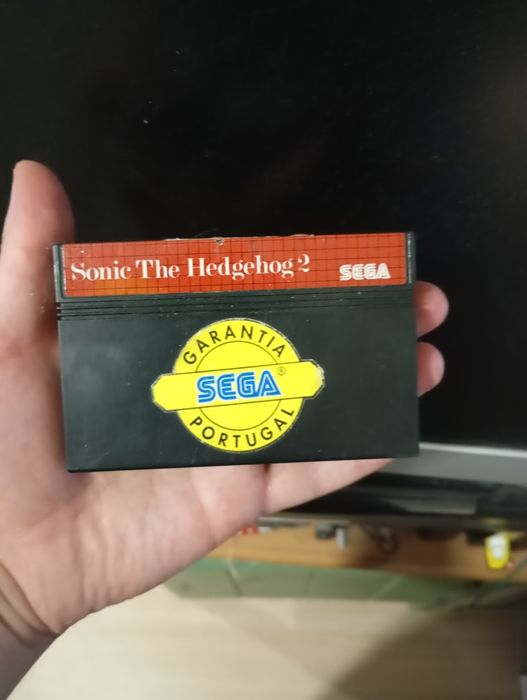 Sonic The Hedgehog 2
SEGA
GARANTIA
SEGA®
PORTUGAL